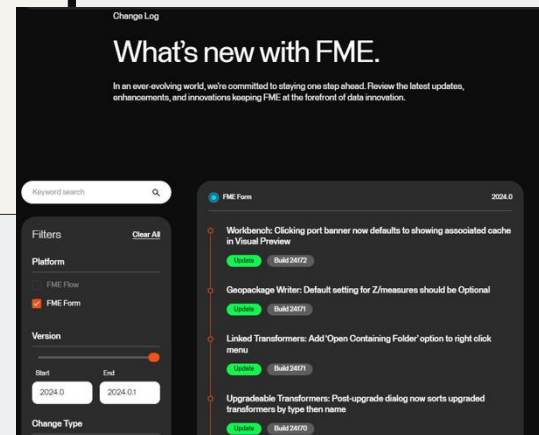 Change Log
What's new with FME.
In an ever-evolving world, we're committed to staying one step ahead. Review the latest updates,
enhancements, and innovations keeping FME at the forefront of data innovation.
Keyword search
Filters
Clear All
Platform
FME Flow
FME Form
Version
Start
End
2024.0
2024.0.1
Change Type
FME Form
2024.0
Workbench: Clicking port banner now defaults to showing associated cache
in Visual Preview
Update
Build 24172
Geopackage Writer: Default setting for Z/measures should be Optional
Update
Build 24171
Linked Transformers: Add 'Open Containing Folder' option to right click
menu
Update
Build 24171
Upgradeable Transformers: Post-upgrade dialog now sorts upgraded
transformers by type then name
Update
Build 24170